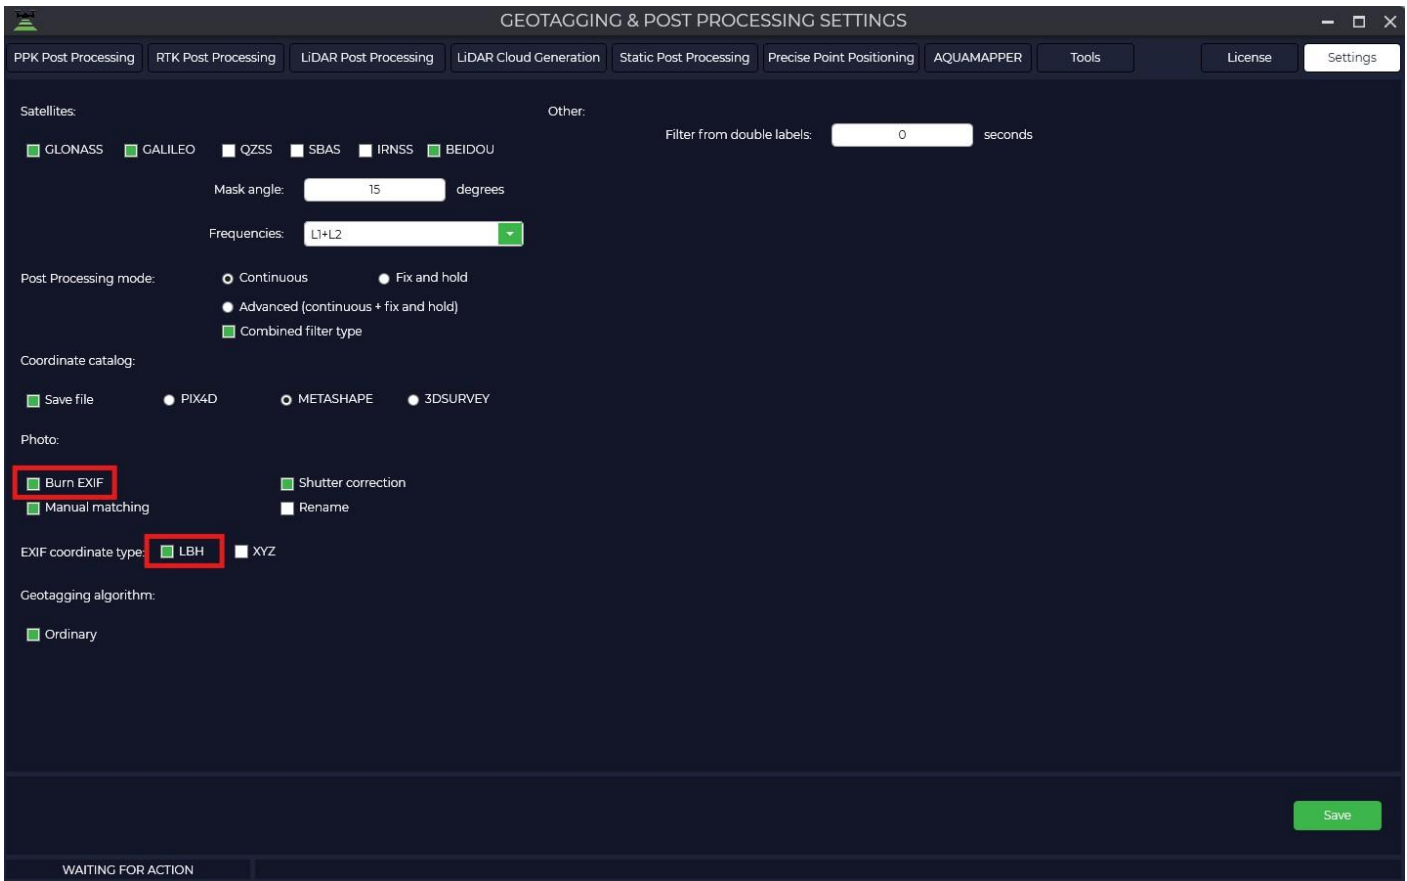 GEOTAGGING & POST PROCESSING SETTINGS
PPK Post Processing RTK Post Processing LiDAR Post Processing LiDAR Cloud Generation Static Post Processing Precise Point Positioning AQUAMAPPER Tools License Settings
Satellites: Other:
Filter from double labels: 0 seconds
GLONASS GALILEO QZSS SBAS IRNSS BEIDOU
Mask angle: 15 degrees
Frequencies: L1+L2
Post Processing mode: Continuous Fix and hold
Advanced (continuous + fix and hold)
Combined filter type
Coordinate catalog:
Save file PIX4D METASHAPE 3DSURVEY
Photo:
Burn EXIF Shutter correction
Manual matching Rename
EXIF coordinate type: LBH XYZ
Geotagging algorithm:
Ordinary
Save
WAITING FOR ACTION